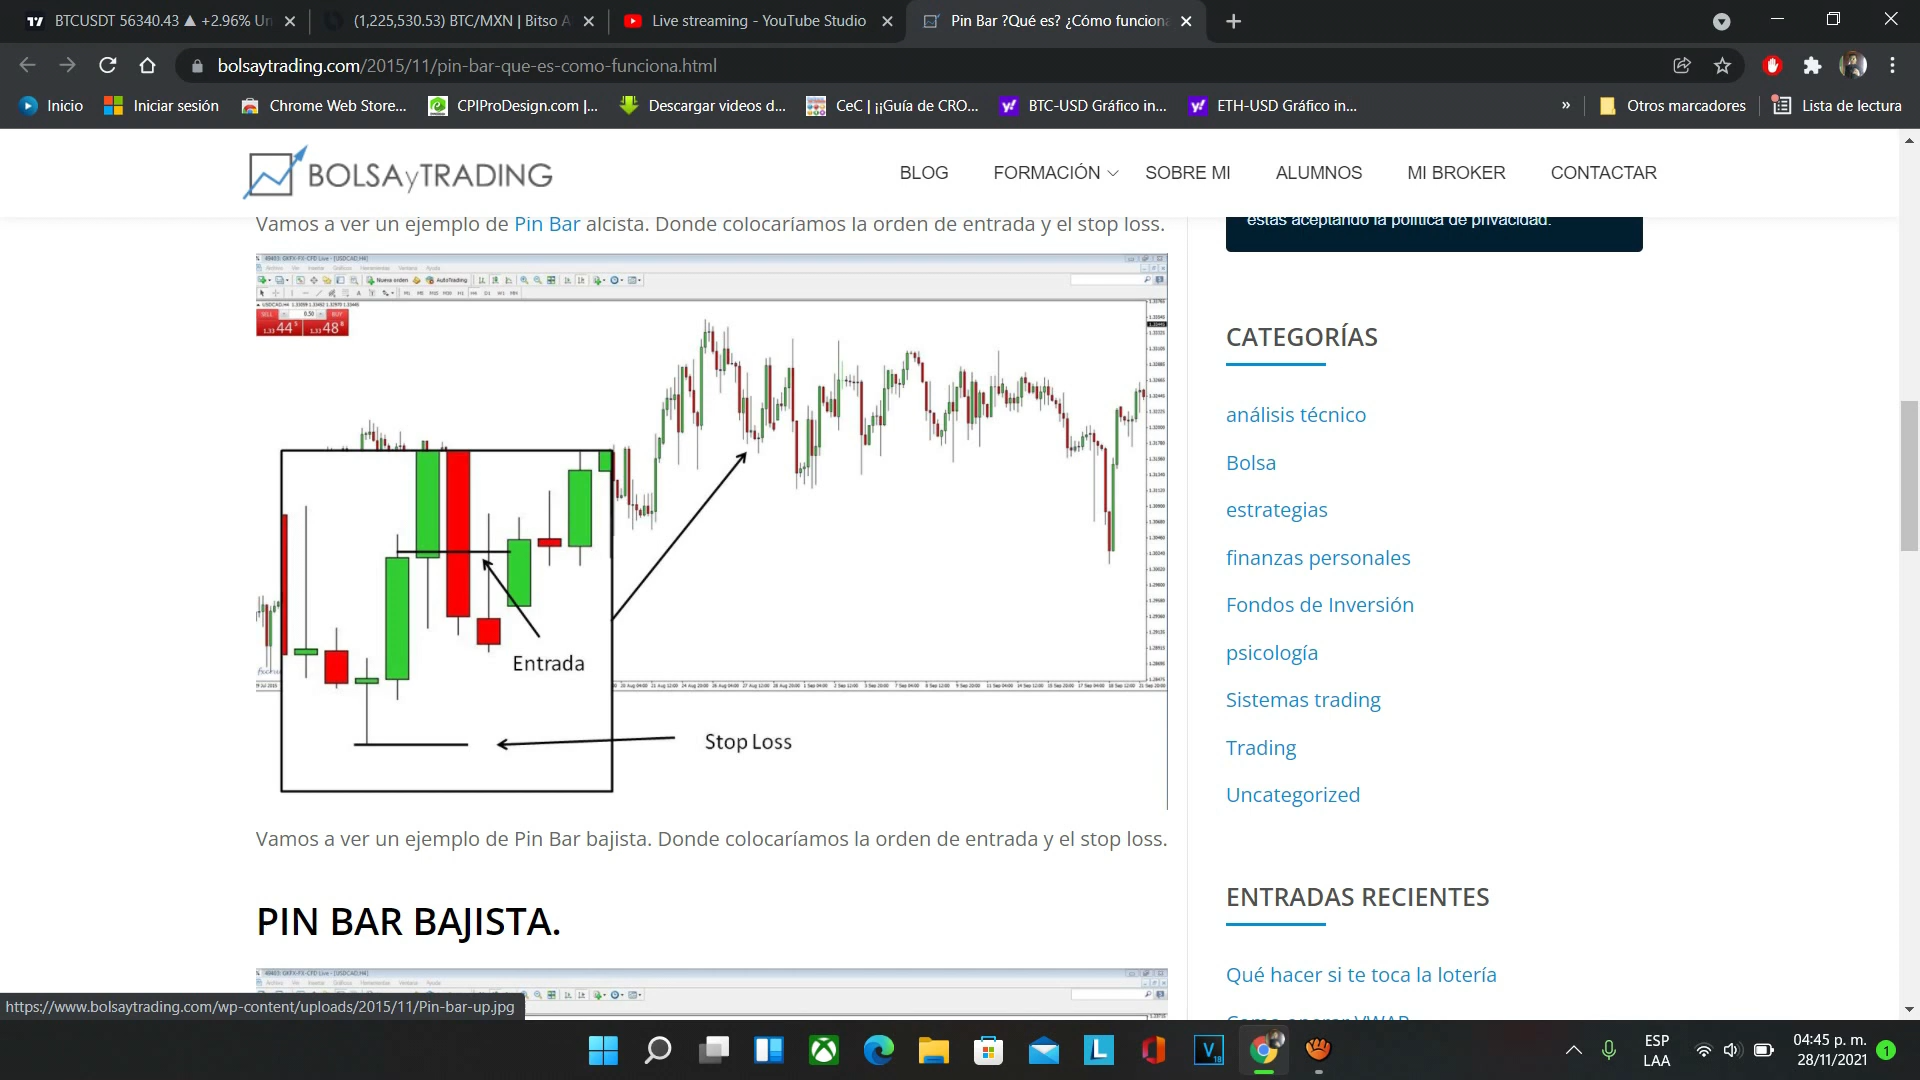 BTCUSDT 56340.43 ▲ +2.96% Un
(1,225,530.53) BTC/MXN | Bitso A
Live streaming - YouTube Studio
Pin Bar ?Qué es? ¿Cómo funciona
bolsaytrading.com/2015/11/pin-bar-que-es-como-funciona.html
Inicio
Iniciar sesión
Chrome Web Store...
CPIProDesign.com |...
Descargar videos d...
CeC | ¡¡Guía de CRO...
BTC-USD Gráfico in...
ETH-USD Gráfico in...
»
Otros marcadores
Lista de lectura
BOLSAyTRADING
BLOG
FORMACIÓN
SOBRE MI
ALUMNOS
MI BROKER
CONTACTAR
Vamos a ver un ejemplo de Pin Bar alcista. Donde colocaríamos la orden de entrada y el stop loss.
estás aceptando la política de privacidad.
Entrada
Stop Loss
Vamos a ver un ejemplo de Pin Bar bajista. Donde colocaríamos la orden de entrada y el stop loss.
PIN BAR BAJISTA.
CATEGORÍAS
análisis técnico
Bolsa
estrategias
finanzas personales
Fondos de Inversión
psicología
Sistemas trading
Trading
Uncategorized
ENTRADAS RECIENTES
Qué hacer si te toca la lotería
Como operar VWAP
https://www.bolsaytrading.com/wp-content/uploads/2015/11/Pin-bar-up.jpg
ESP
LAA
04:45 p. m.
28/11/2021
1